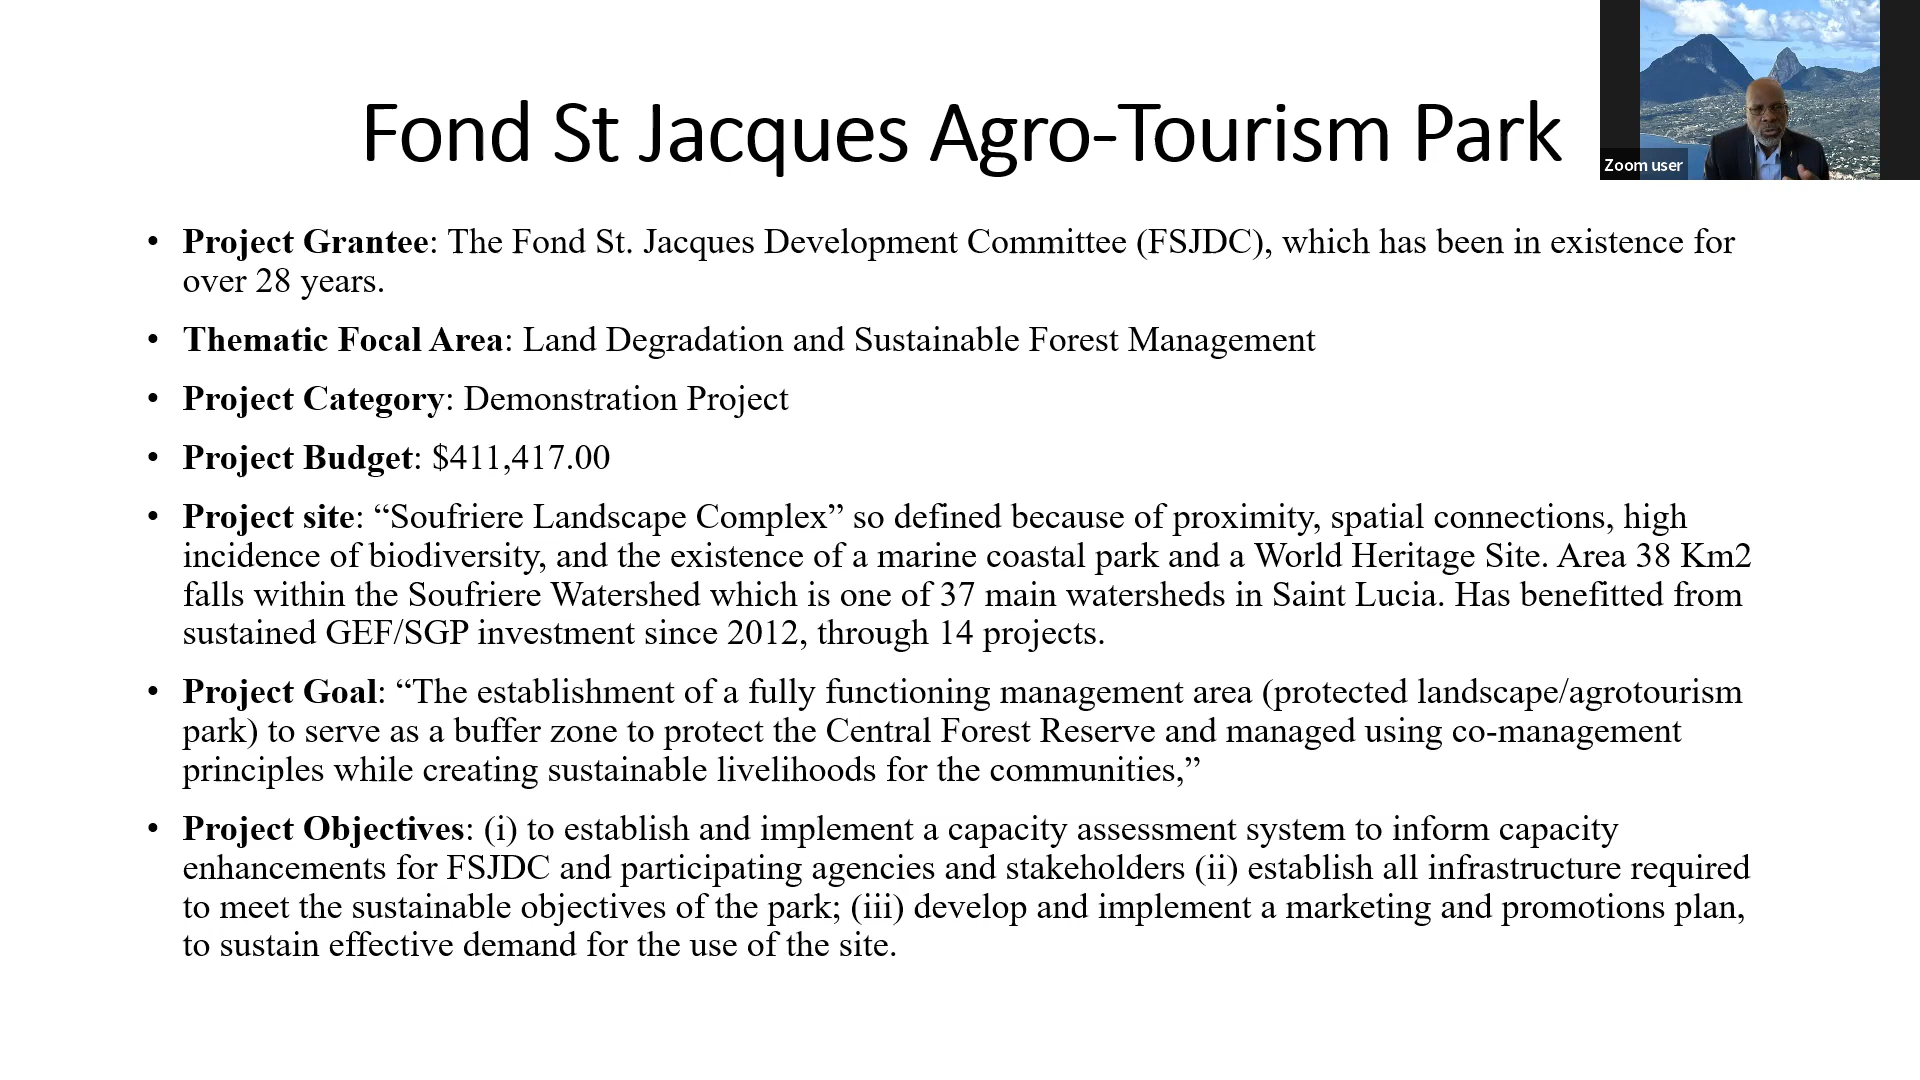 Fond St Jacques Agro-Tourism Park
Zoom user
• Project Grantee: The Fond St. Jacques Development Committee (FSJDC), which has been in existence for
over 28 years.
• Thematic Focal Area: Land Degradation and Sustainable Forest Management
• Project Category: Demonstration Project
• Project Budget: $411,417.00
• Project site: “Soufriere Landscape Complex” so defined because of proximity, spatial connections, high
incidence of biodiversity, and the existence of a marine coastal park and a World Heritage Site. Area 38 Km2
falls within the Soufriere Watershed which is one of 37 main watersheds in Saint Lucia. Has benefitted from
sustained GEF/SGP investment since 2012, through 14 projects.
• Project Goal: “The establishment of a fully functioning management area (protected landscape/agrotourism
park) to serve as a buffer zone to protect the Central Forest Reserve and managed using co-management
principles while creating sustainable livelihoods for the communities,”
• Project Objectives: (i) to establish and implement a capacity assessment system to inform capacity
enhancements for FSJDC and participating agencies and stakeholders (ii) establish all infrastructure required
to meet the sustainable objectives of the park; (iii) develop and implement a marketing and promotions plan,
to sustain effective demand for the use of the site.